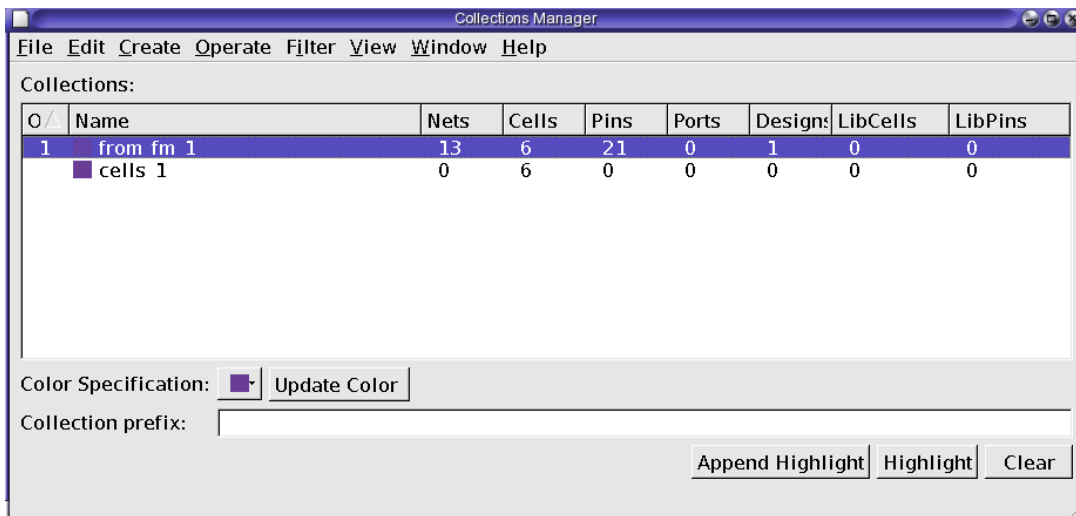 Collections Manager
File Edit Create Operate Filter View Window Help
Collections:
O Name Nets Cells Pins Ports Designs LibCells LibPins
1 from fm 1 13 6 21 0 1 0 0
cells 1 0 6 0 0 0 0 0
Color Specification: Update Color
Collection prefix:
Append Highlight Highlight Clear